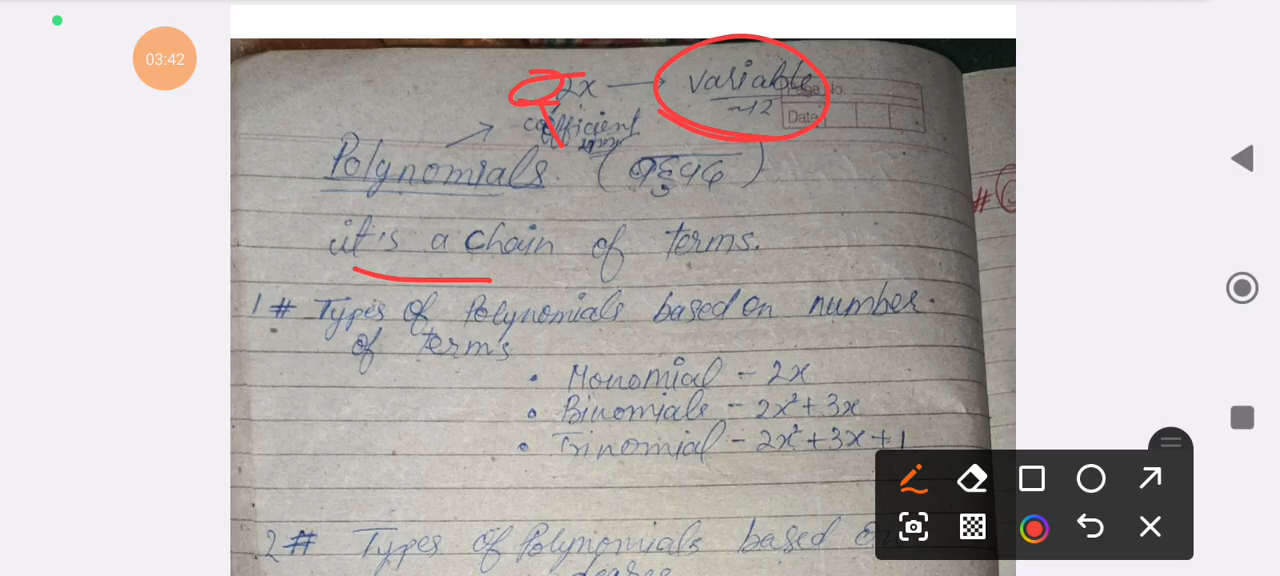 03:42
2x → variable
Page No.
coefficient
Date
Polynomials. (बहुपद)
it's a chain of terms.
#
1 # Types of Polynomials based on number.
of terms
• Monomial - 2x
• Binomials - 2x² + 3x
• Trinomial - 2x² + 3x + 1
2 # Types of Polynomials based on
degree